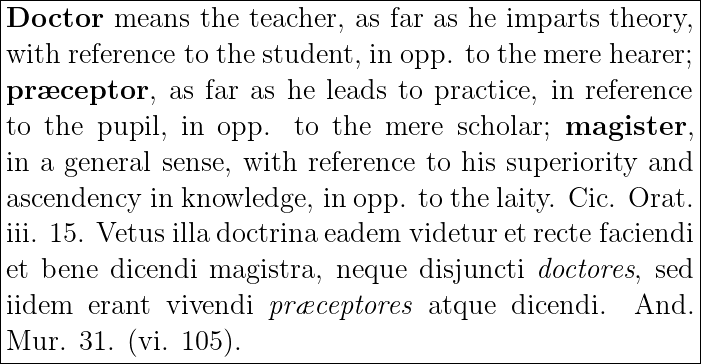 Doctor means the teacher, as far as he imparts theory,
with reference to the student, in opp. to the mere hearer;
præceptor, as far as he leads to practice, in reference
to the pupil, in opp. to the mere scholar; magister,
in a general sense, with reference to his superiority and
ascendency in knowledge, in opp. to the laity. Cic. Orat.
iii. 15. Vetus illa doctrina eadem videtur et recte faciendi
et bene dicendi magistra, neque disjuncti doctores, sed
iidem erant vivendi præceptores atque dicendi. And.
Mur. 31. (vi. 105).